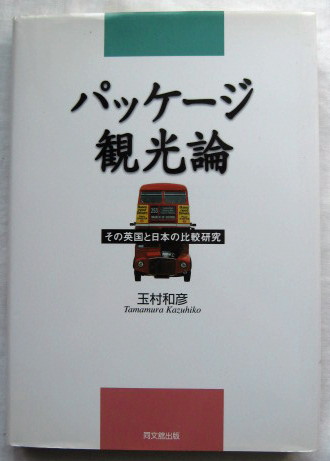 パッケージ
観光論
その英国と日本の比較研究
玉村和彦
Tamamura Kazuhiko
同文舘出版